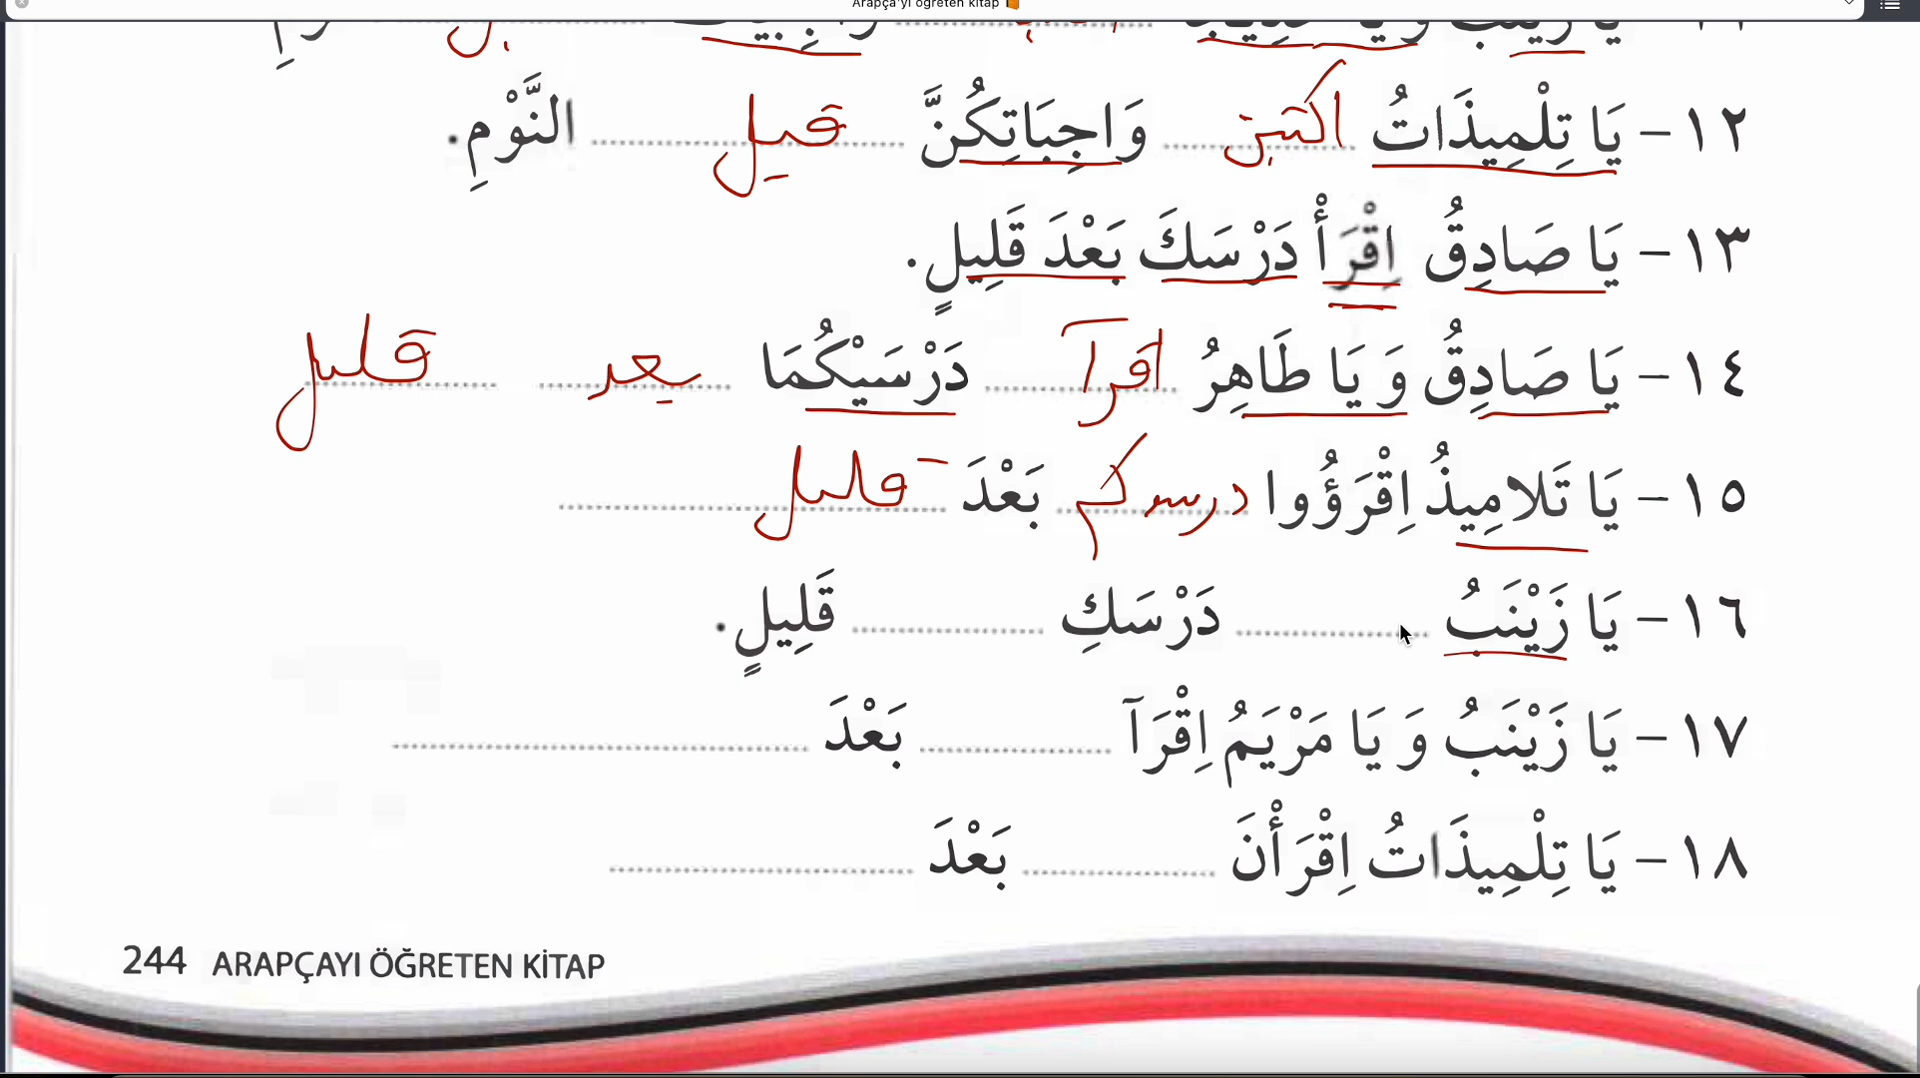 Arapça'yı öğreten kitap
١٢ – يَا تِلْمِيذَاتُ اكتبن وَاجِبَاتِكُنَّ قبل النَّوْمِ.
١٣ – يَا صَادِقُ اِقْرَأْ دَرْسَكَ بَعْدَ قَلِيلٍ.
١٤ – يَا صَادِقُ وَ يَا طَاهِرُ اقرآ دَرْسَيْكُمَا بعد قليل
١٥ – يَا تَلامِيذُ اِقْرَؤُوا درسكم بَعْدَ قليل
١٦ – يَا زَيْنَبُ .......... دَرْسَكِ .......... قَلِيلٍ.
١٧ – يَا زَيْنَبُ وَ يَا مَرْيَمُ اِقْرَآ .......... بَعْدَ ..........
١٨ – يَا تِلْمِيذَاتُ اِقْرَأْنَ .......... بَعْدَ ..........
244 ARAPÇAYI ÖĞRETEN KİTAP